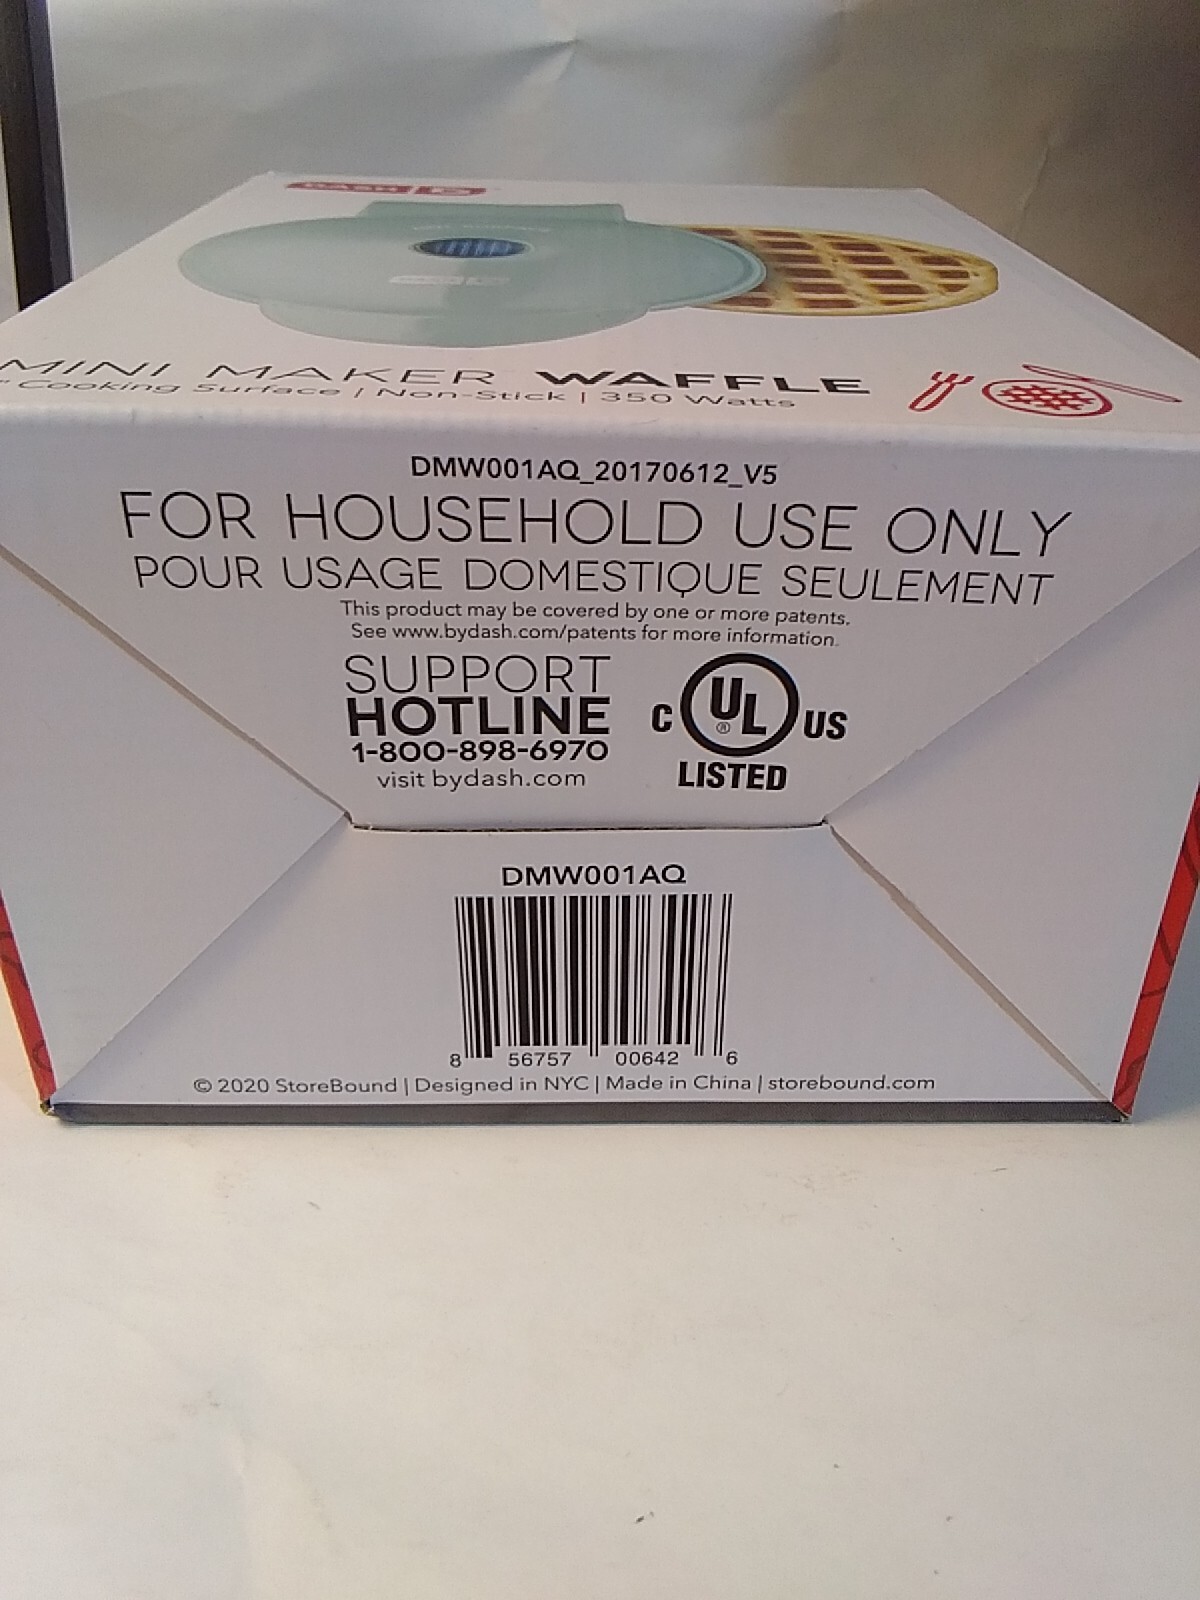 DASH
MINI MAKER WAFFLE
" Cooking Surface | Non-Stick | 350 Watts
DMW001AQ_20170612_V5
FOR HOUSEHOLD USE ONLY
POUR USAGE DOMESTIQUE SEULEMENT
This product may be covered by one or more patents.
See www.bydash.com/patents for more information.
SUPPORT
HOTLINE
1-800-898-6970
visit bydash.com
C UL ® US
LISTED
DMW001AQ
8 56757 00642 6
© 2020 StoreBound | Designed in NYC | Made in China | storebound.com